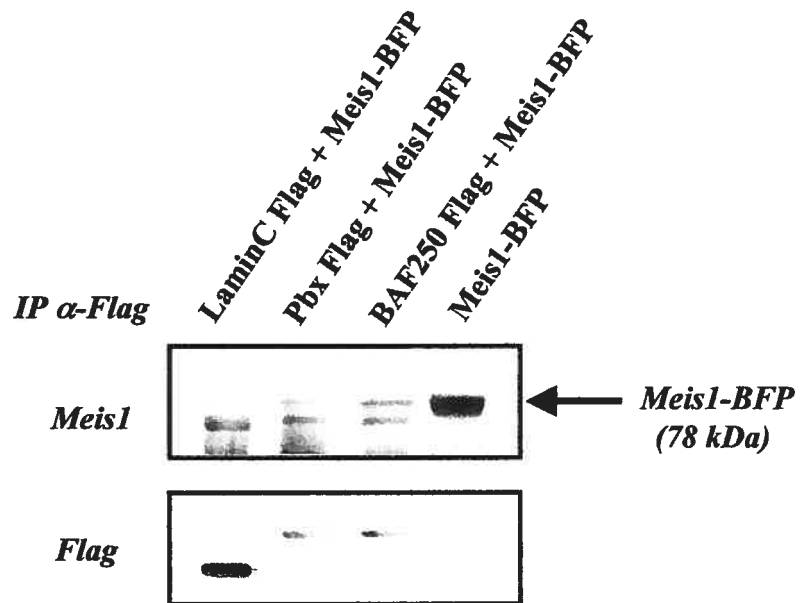 LaminC Flag + Meis1-BFP
Pbx Flag + Meis1-BFP
BAF250 Flag + Meis1-BFP
Meis1-BFP
IP α-Flag
Meis1
Meis1-BFP
(78 kDa)
Flag